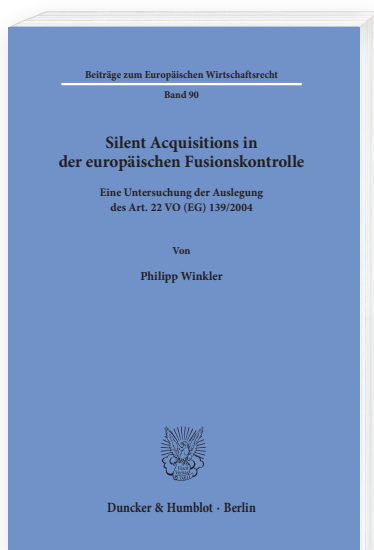 Beiträge zum Europäischen Wirtschaftsrecht
Band 90
Silent Acquisitions in
der europäischen Fusionskontrolle
Eine Untersuchung der Auslegung
des Art. 22 VO (EG) 139/2004
Von
Philipp Winkler
Duncker & Humblot · Berlin